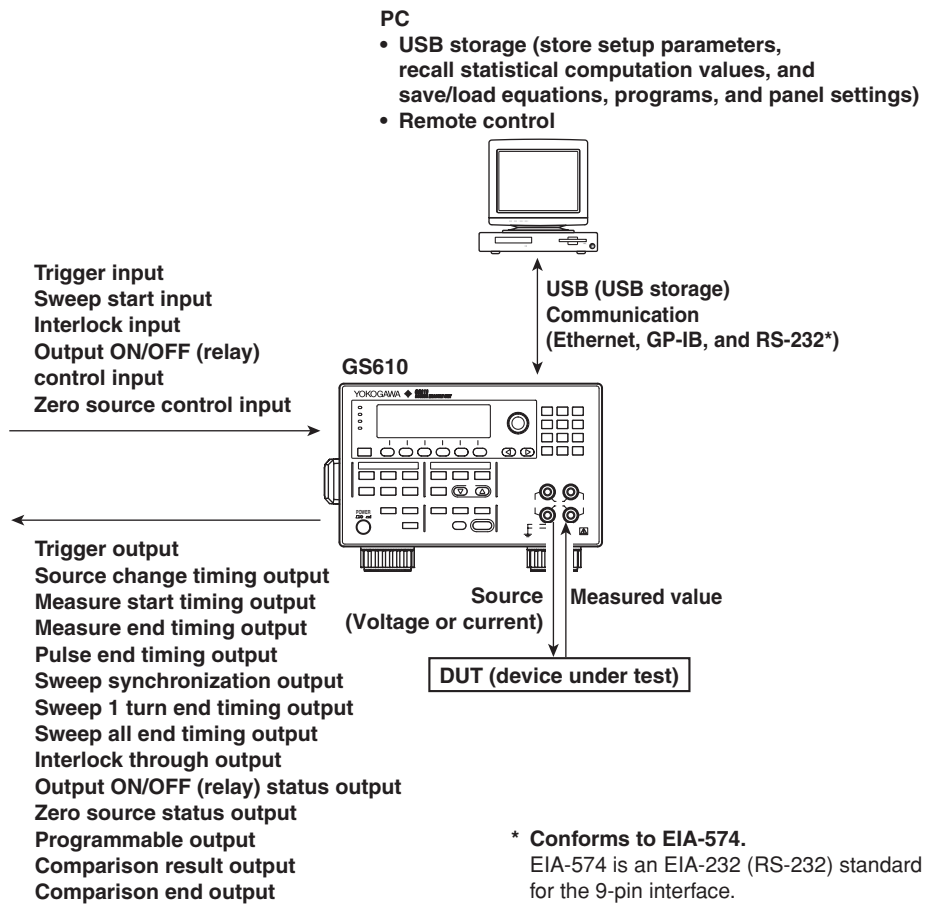 PC
• USB storage (store setup parameters,
recall statistical computation values, and
save/load equations, programs, and panel settings)
• Remote control
Trigger input
Sweep start input
Interlock input
Output ON/OFF (relay)
control input
Zero source control input
USB (USB storage)
Communication
(Ethernet, GP-IB, and RS-232*)
GS610
YOKOGAWA
POWER
Trigger output
Source change timing output
Measure start timing output
Measure end timing output
Pulse end timing output
Sweep synchronization output
Sweep 1 turn end timing output
Sweep all end timing output
Interlock through output
Output ON/OFF (relay) status output
Zero source status output
Programmable output
Comparison result output
Comparison end output
Source
(Voltage or current)
Measured value
DUT (device under test)
* Conforms to EIA-574.
EIA-574 is an EIA-232 (RS-232) standard
for the 9-pin interface.